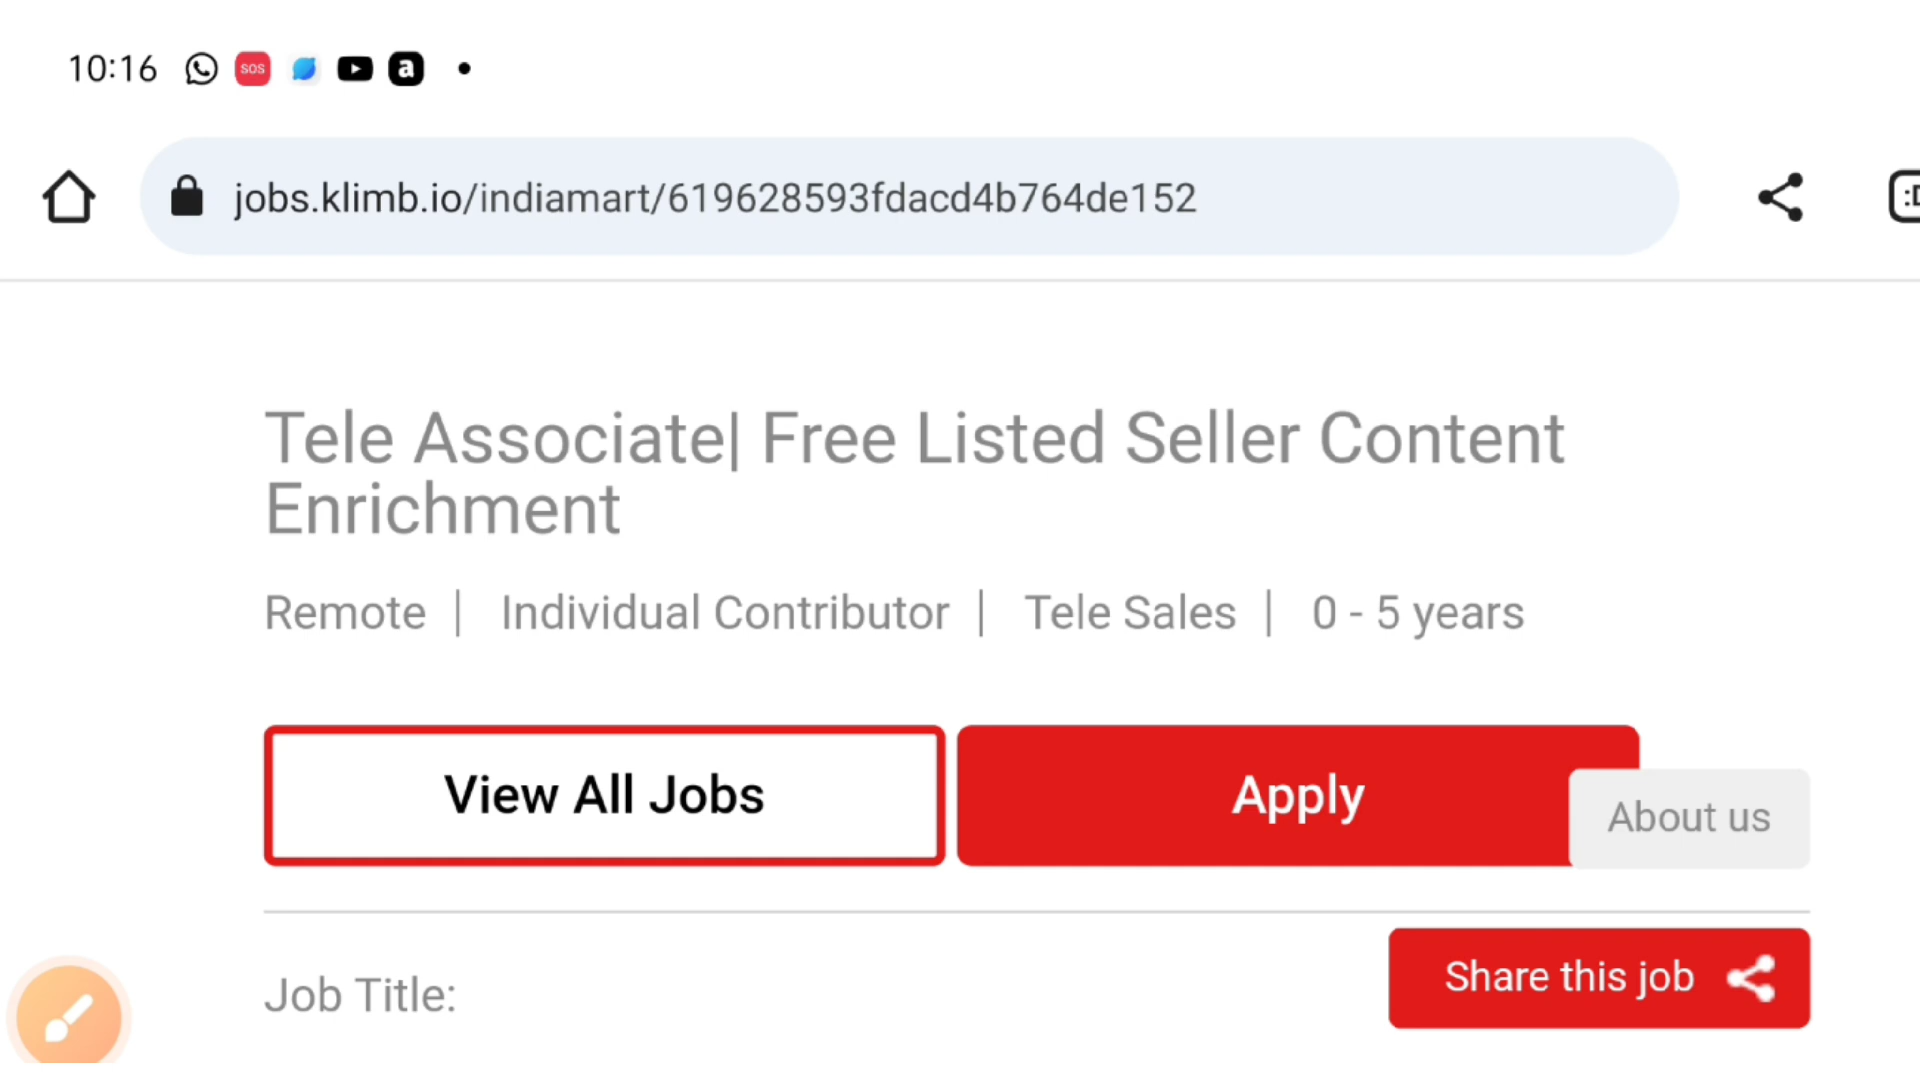 10:16 SOS a
jobs.klimb.io/indiamart/619628593fdacd4b764de152 :D
Tele Associate| Free Listed Seller Content
Enrichment
Remote | Individual Contributor | Tele Sales | 0 - 5 years
View All Jobs Apply
About us
Share this job
Job Title: